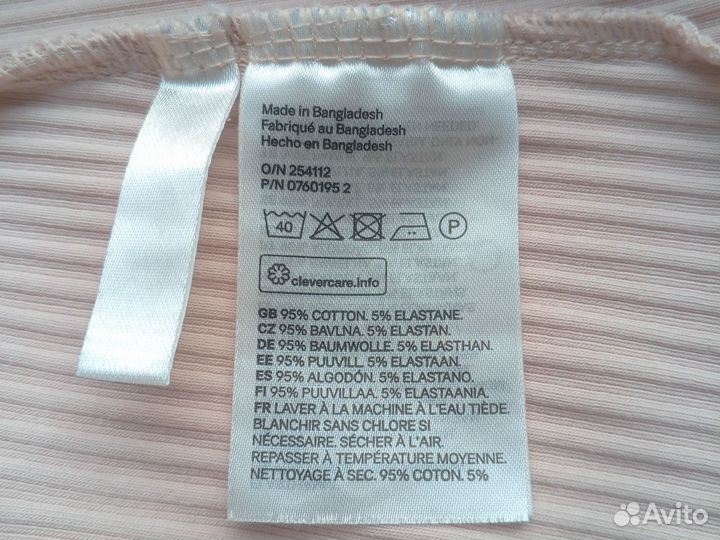 Made in Bangladesh
Fabriqué au Bangladesh
Hecho en Bangladesh
O/N 254112
P/N 0760195 2
40
P
clevercare.info
GB 95% COTTON. 5% ELASTANE.
CZ 95% BAVLNA. 5% ELASTAN.
DE 95% BAUMWOLLE. 5% ELASTHAN.
EE 95% PUUVILL. 5% ELASTAAN.
ES 95% ALGODÓN. 5% ELASTANO.
FI 95% PUUVILLAA. 5% ELASTAANIA.
FR LAVER À LA MACHINE À L'EAU TIÈDE.
BLANCHIR SANS CHLORE SI
NÉCESSAIRE. SÉCHER À L'AIR.
REPASSER À TEMPÉRATURE MOYENNE.
NETTOYAGE À SEC. 95% COTON. 5%
Avito